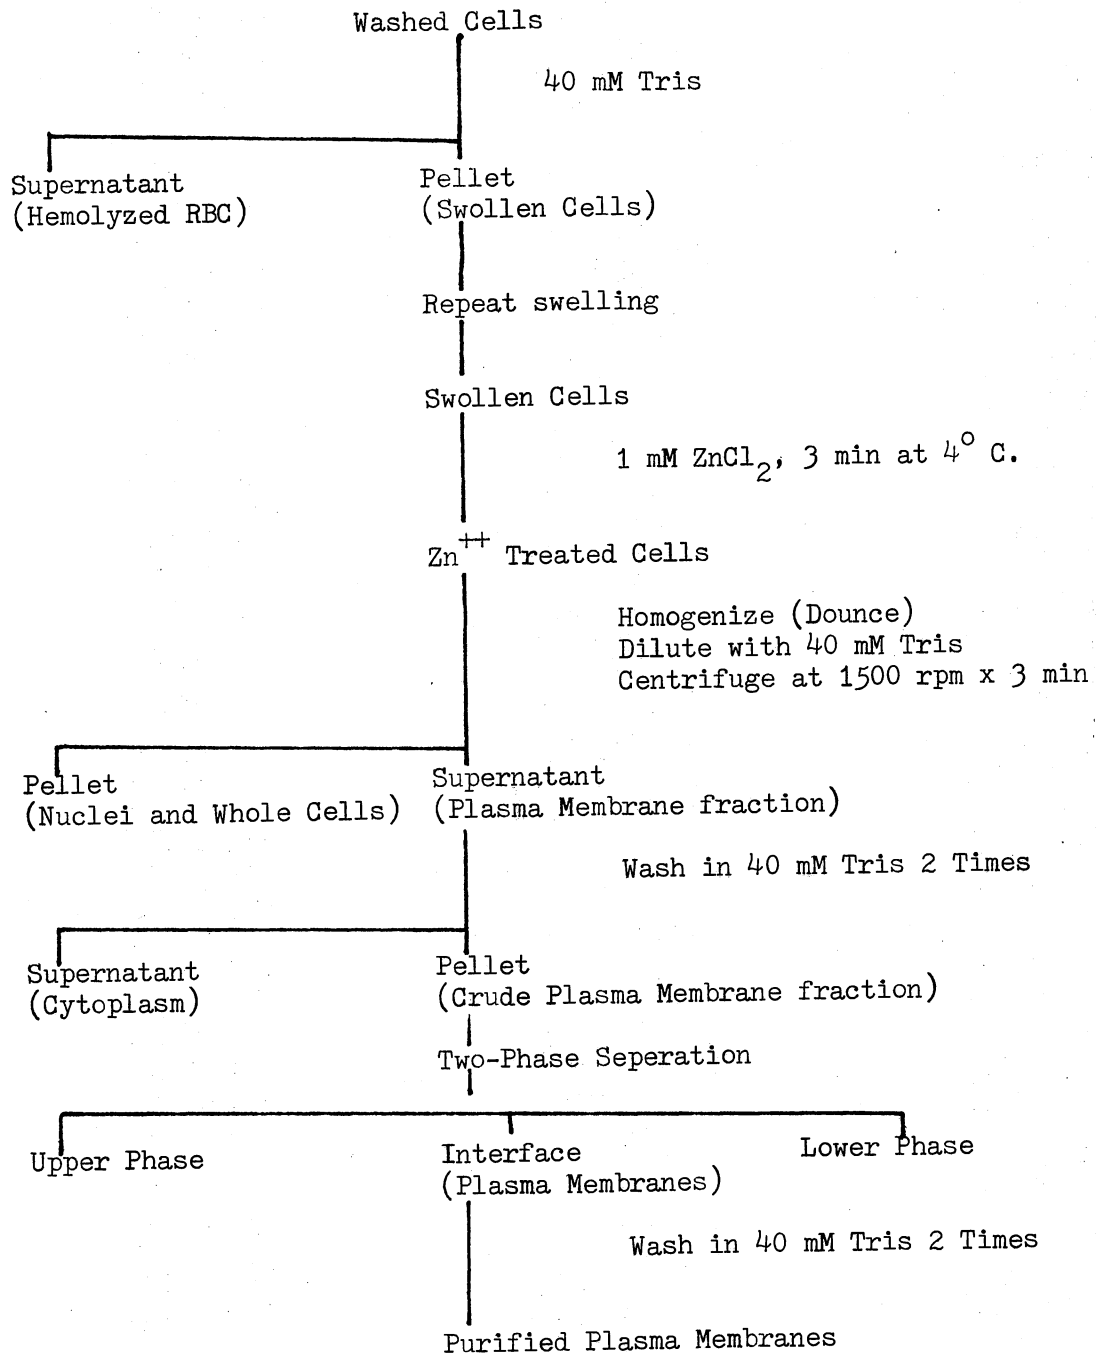 Washed Cells
40 mM Tris
Supernatant
(Hemolyzed RBC)
Pellet
(Swollen Cells)
Repeat swelling
Swollen Cells
1 mM ZnCl₂, 3 min at 4° C.
Zn⁺⁺ Treated Cells
Homogenize (Dounce)
Dilute with 40 mM Tris
Centrifuge at 1500 rpm x 3 min
Pellet
(Nuclei and Whole Cells)
Supernatant
(Plasma Membrane fraction)
Wash in 40 mM Tris 2 Times
Supernatant
(Cytoplasm)
Pellet
(Crude Plasma Membrane fraction)
Two-Phase Seperation
Upper Phase
Interface
(Plasma Membranes)
Lower Phase
Wash in 40 mM Tris 2 Times
Purified Plasma Membranes